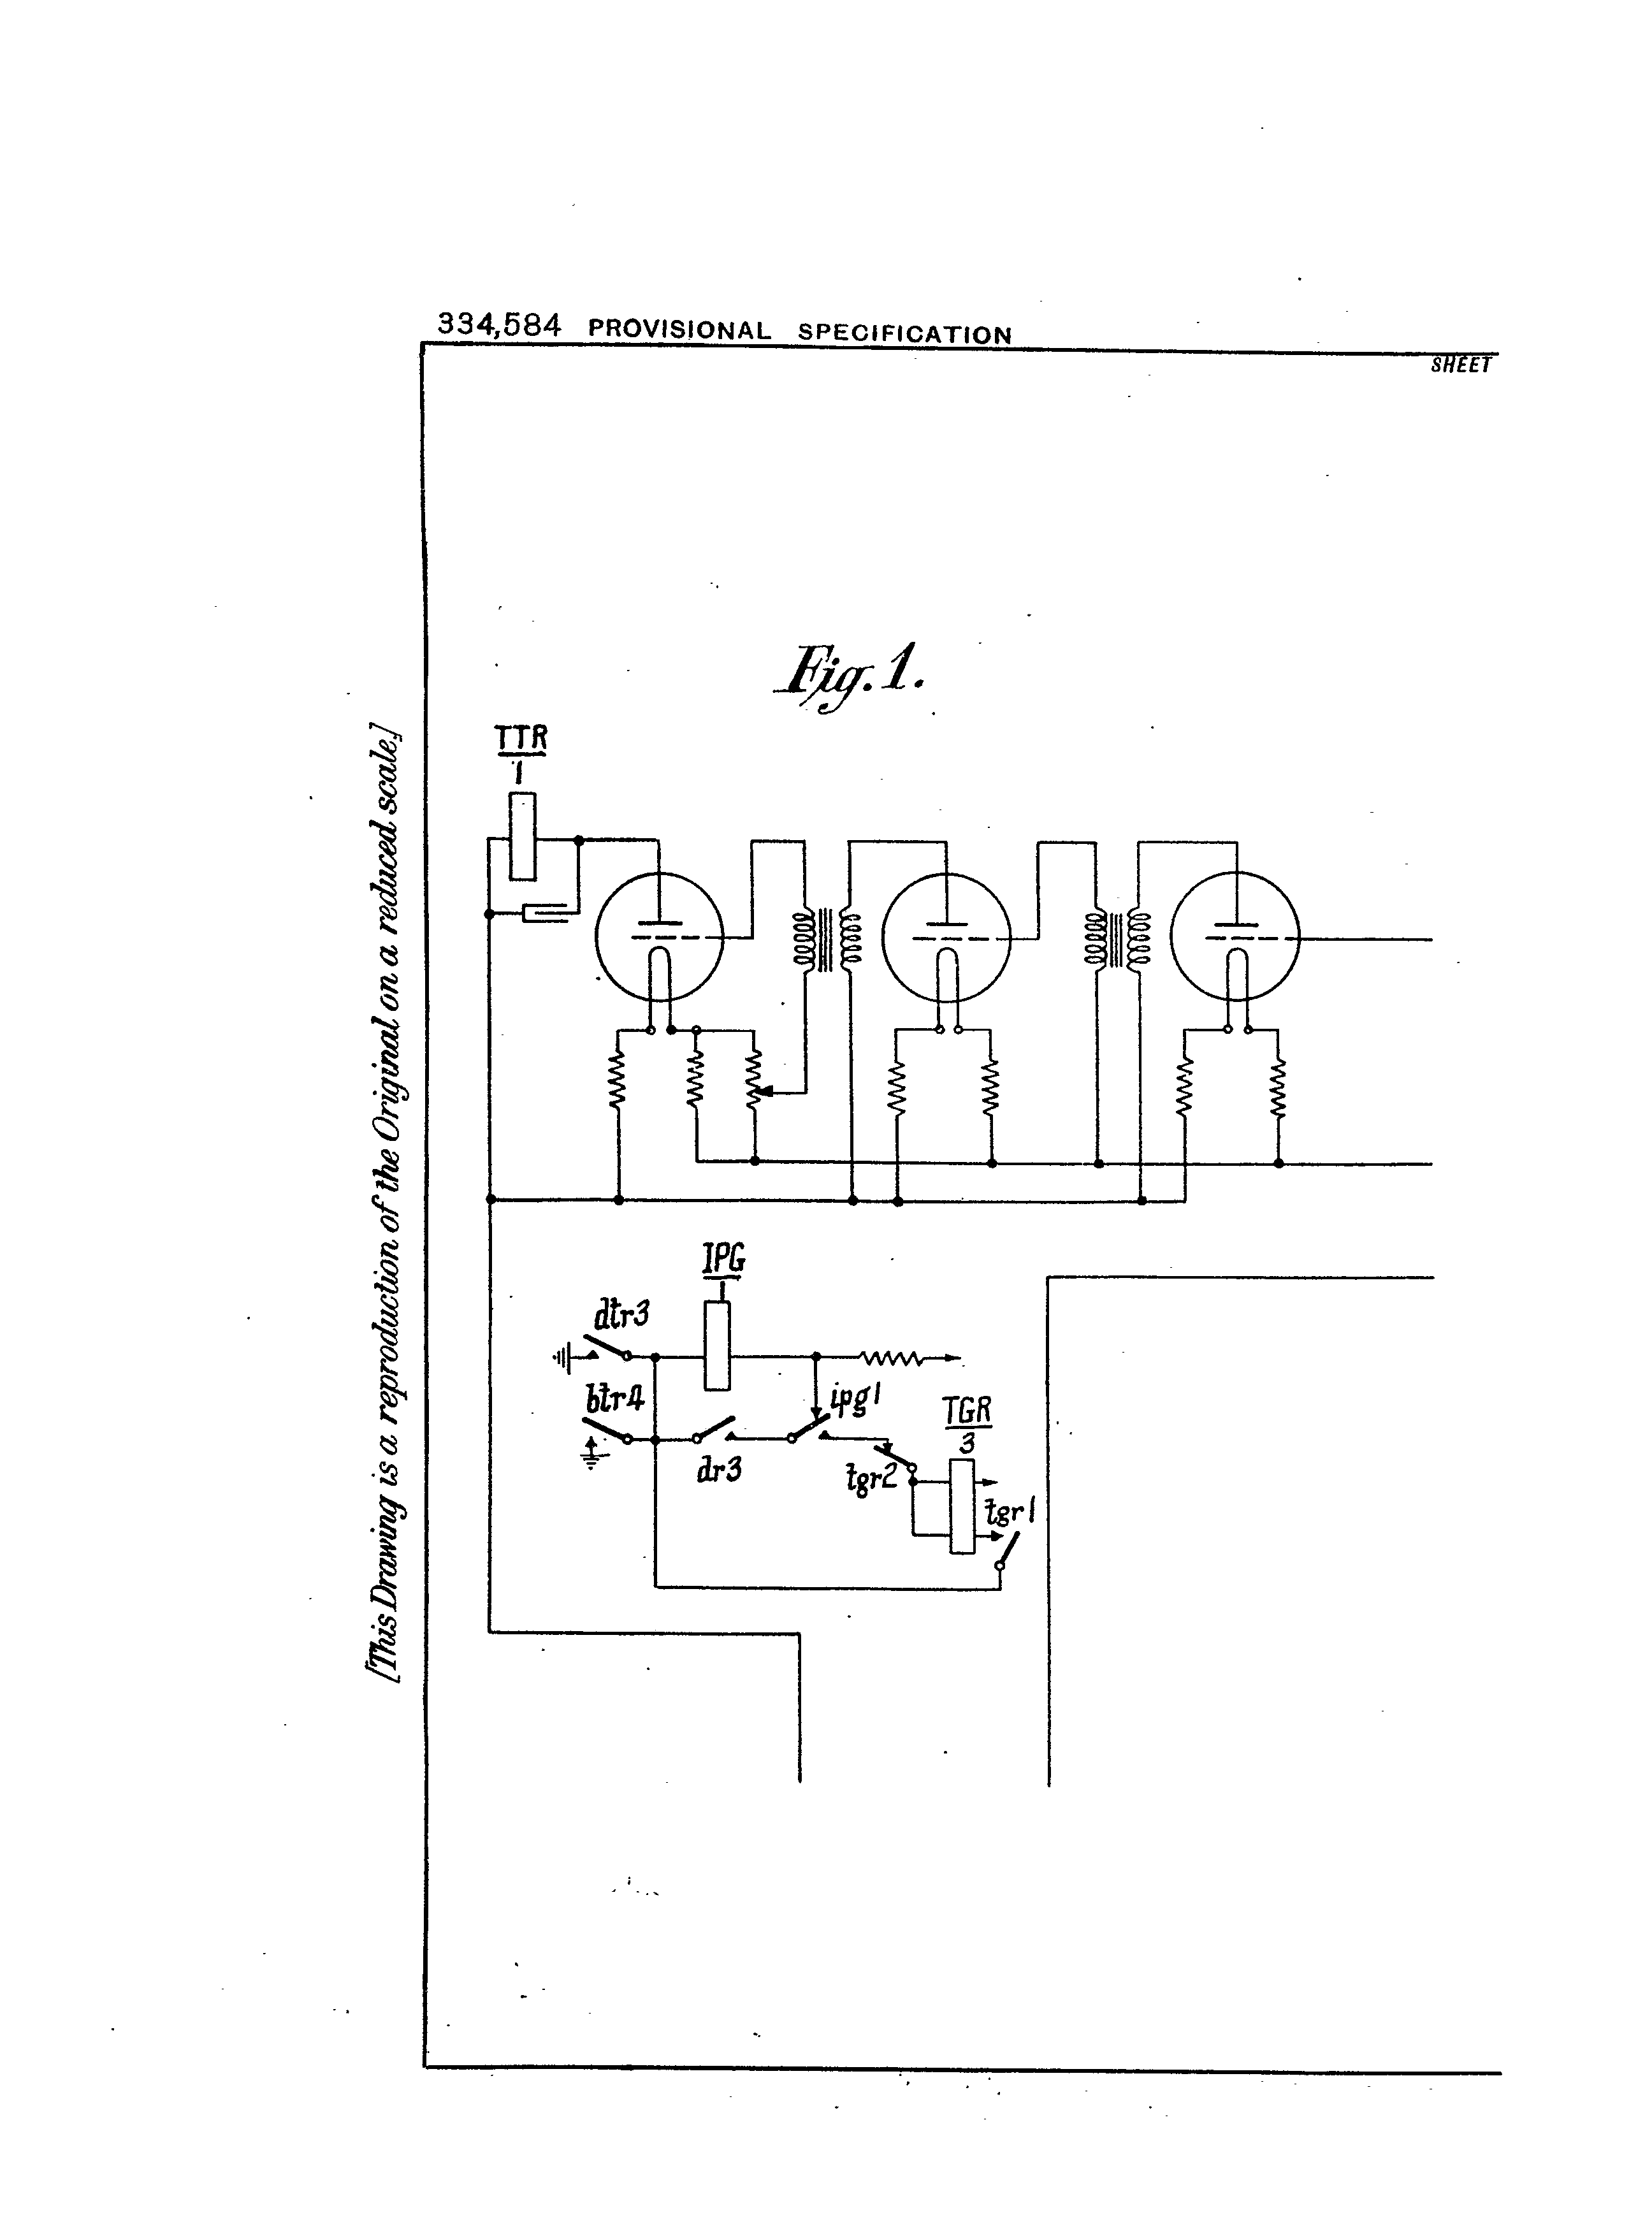 334,584 PROVISIONAL SPECIFICATION
SHEET
[This Drawing is a reproduction of the Original on a reduced scale.]
Fig. 1.
TTR
1
IPG
1
dtr3
btr4
ipg1
dr3
TGR
3
tgr2
tgr1